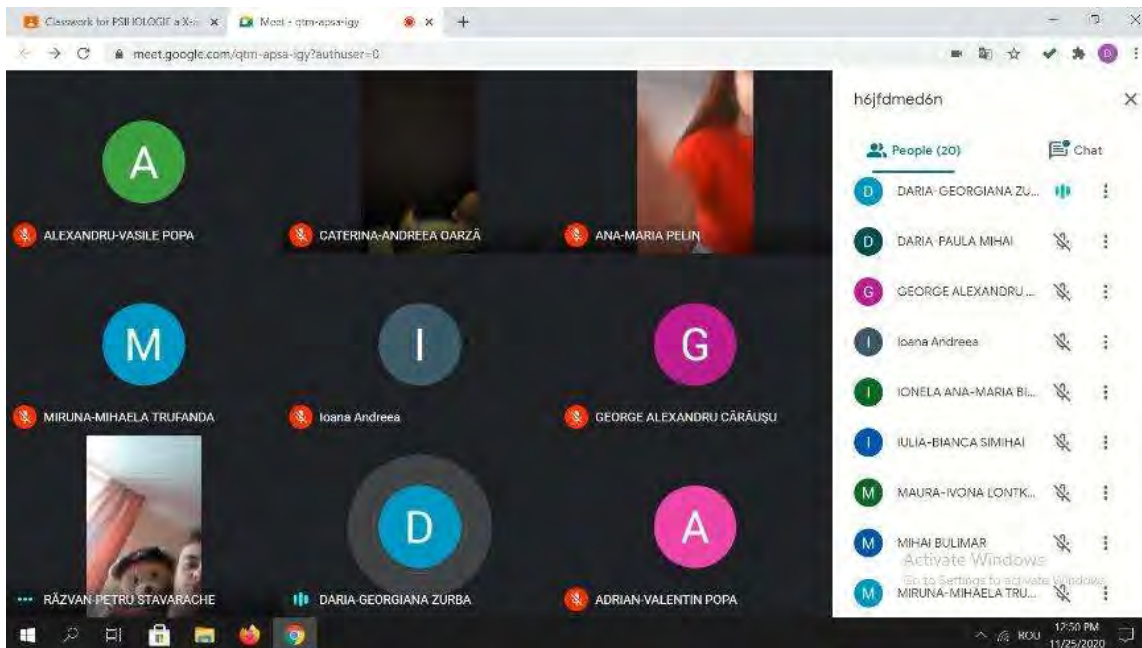 Classwork for PSIHOLOGIE a X-a
Meet - qtm-apsa-igy
meet.google.com/qtm-apsa-igy?authuser=0
D
h6jfdmed6n
People (20)
Chat
A
ALEXANDRU-VASILE POPA
CATERINA-ANDREEA OARZĂ
ANA-MARIA PELIN
M
MIRUNA-MIHAELA TRUFANDA
I
Ioana Andreea
G
GEORGE ALEXANDRU CĂRĂUȘU
RĂZVAN-PETRU STAVARACHE
D
DARIA-GEORGIANA ZURBA
A
ADRIAN-VALENTIN POPA
D
DARIA-GEORGIANA ZU...
D
DARIA-PAULA MIHAI
G
GEORGE ALEXANDRU ...
I
Ioana Andreea
I
IONELA ANA-MARIA BI...
I
IULIA-BIANCA SIMIHAI
M
MAURA-IVONA LONTK...
M
MIHAI BULIMAR
Activate Windows
Go to Settings to activate Windows.
M
MIRUNA-MIHAELA TRU...
ROU
12:50 PM
11/25/2020